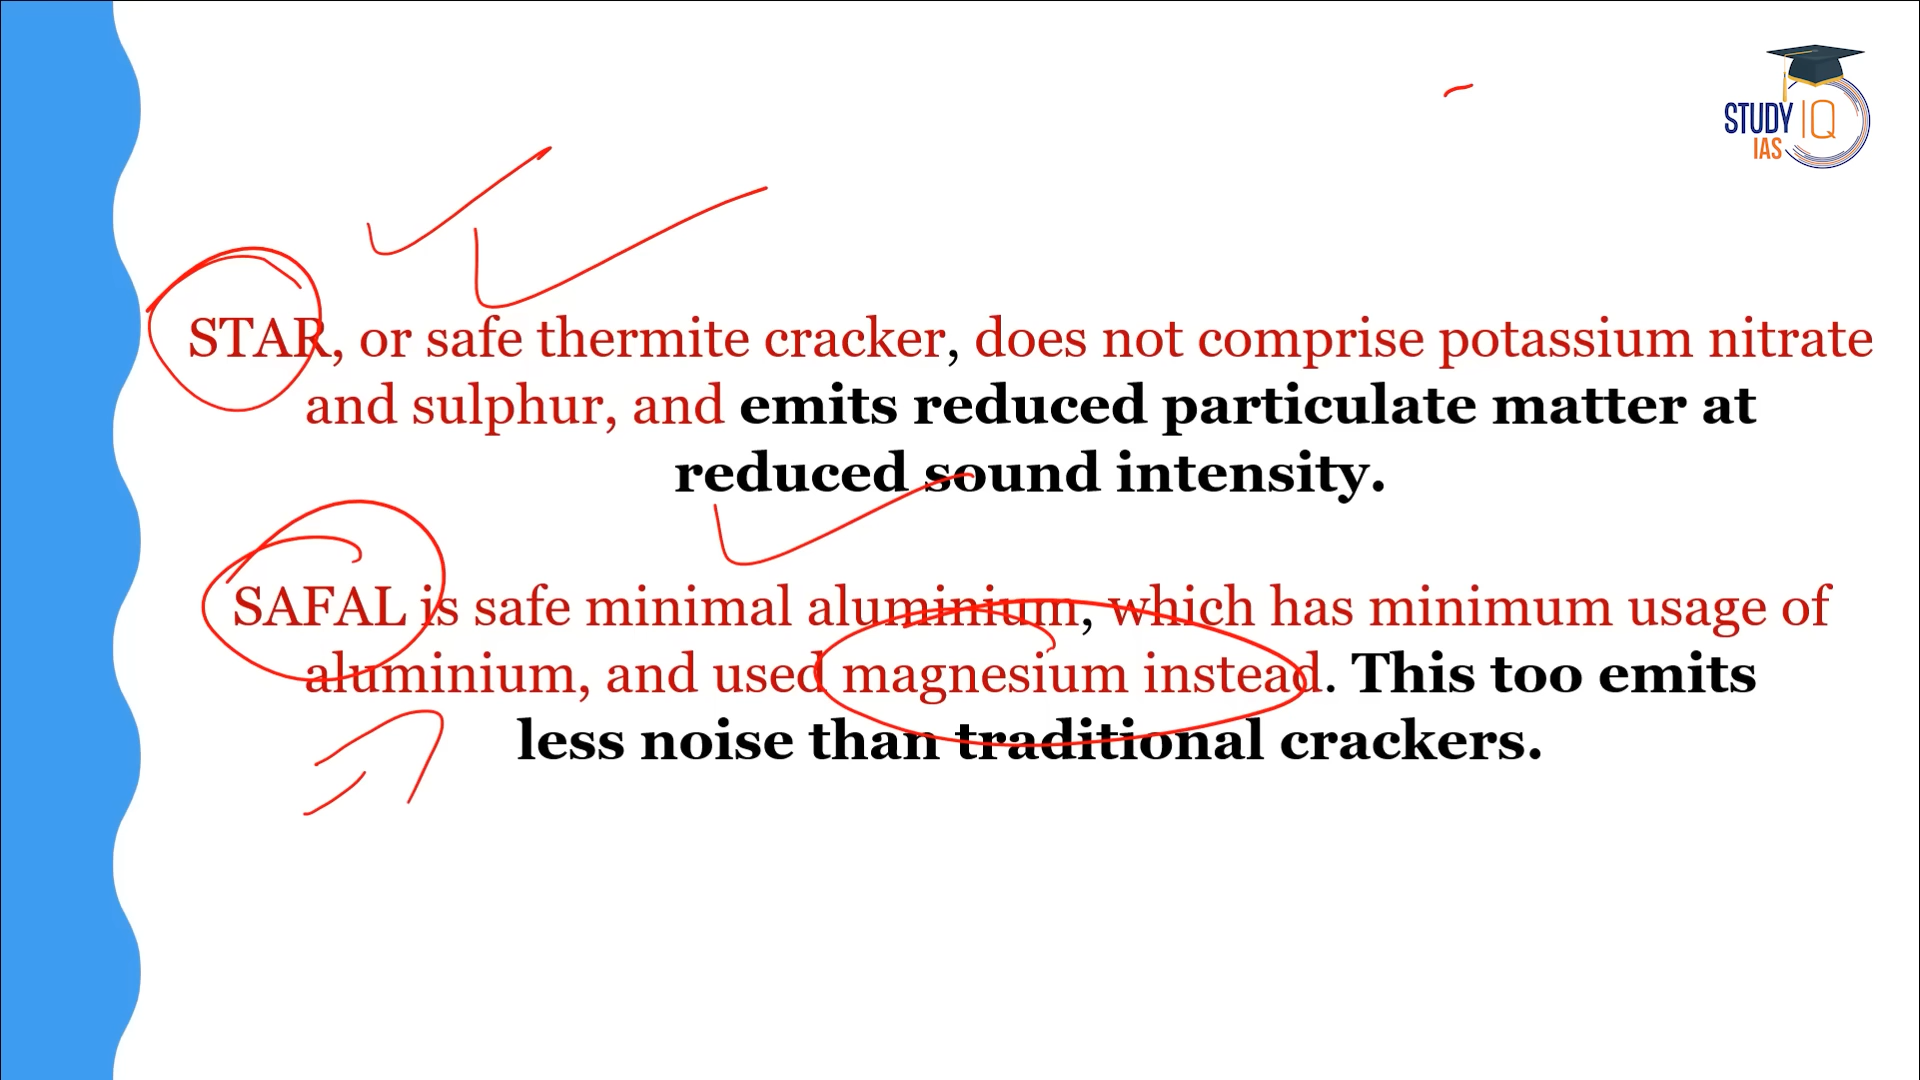 STUDY IQ
IAS
STAR, or safe thermite cracker, does not comprise potassium nitrate
and sulphur, and emits reduced particulate matter at
reduced sound intensity.
SAFAL is safe minimal aluminium, which has minimum usage of
aluminium, and used magnesium instead. This too emits
less noise than traditional crackers.